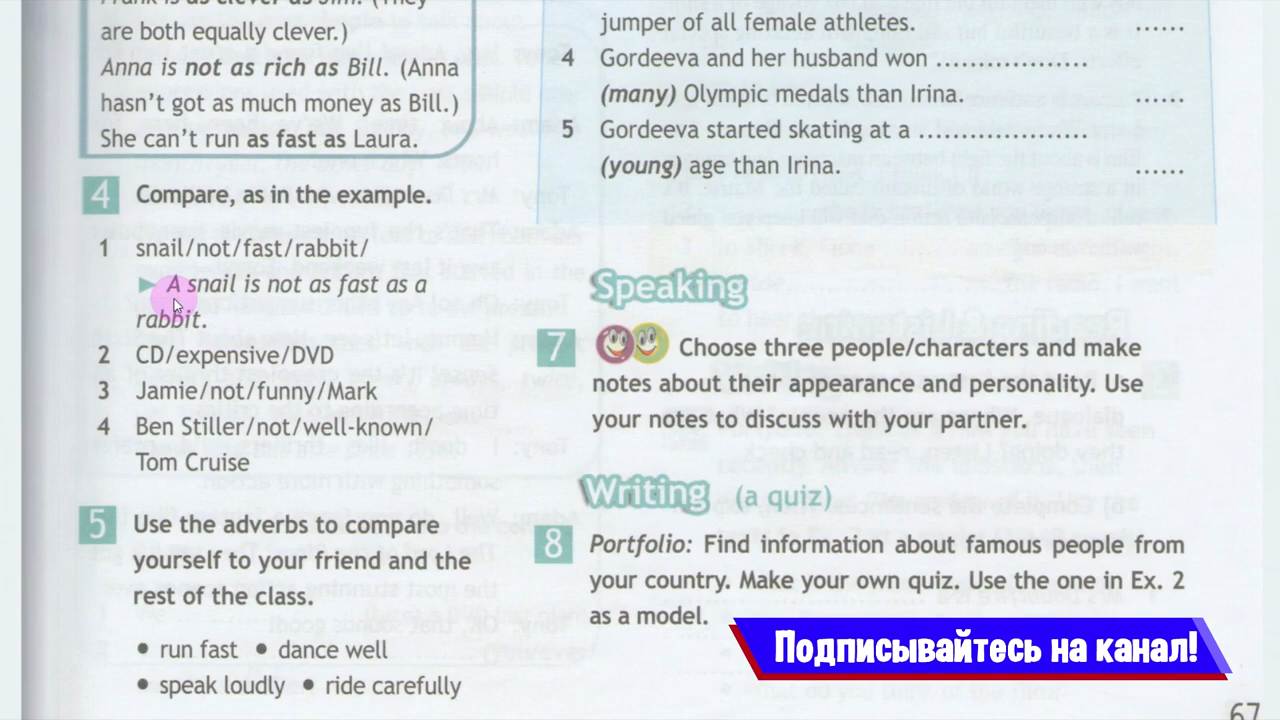 Frank is as clever as Jim. (They
are both equally clever.)
Anna is not as rich as Bill. (Anna
hasn't got as much money as Bill.)
She can't run as fast as Laura.
4 Compare, as in the example.
1 snail/not/fast/rabbit/
A snail is not as fast as a
rabbit.
2 CD/expensive/DVD
3 Jamie/not/funny/Mark
4 Ben Stiller/not/well-known/
Tom Cruise
5 Use the adverbs to compare
yourself to your friend and the
rest of the class.
• run fast • dance well
• speak loudly • ride carefully
jumper of all female athletes. ......
4 Gordeeva and her husband won ......................
(many) Olympic medals than Irina. ......
5 Gordeeva started skating at a ........................
(young) age than Irina. ......
Speaking
7 Choose three people/characters and make
notes about their appearance and personality. Use
your notes to discuss with your partner.
Writing (a quiz)
8 Portfolio: Find information about famous people from
your country. Make your own quiz. Use the one in Ex. 2
as a model.
Подписывайтесь на канал!
67